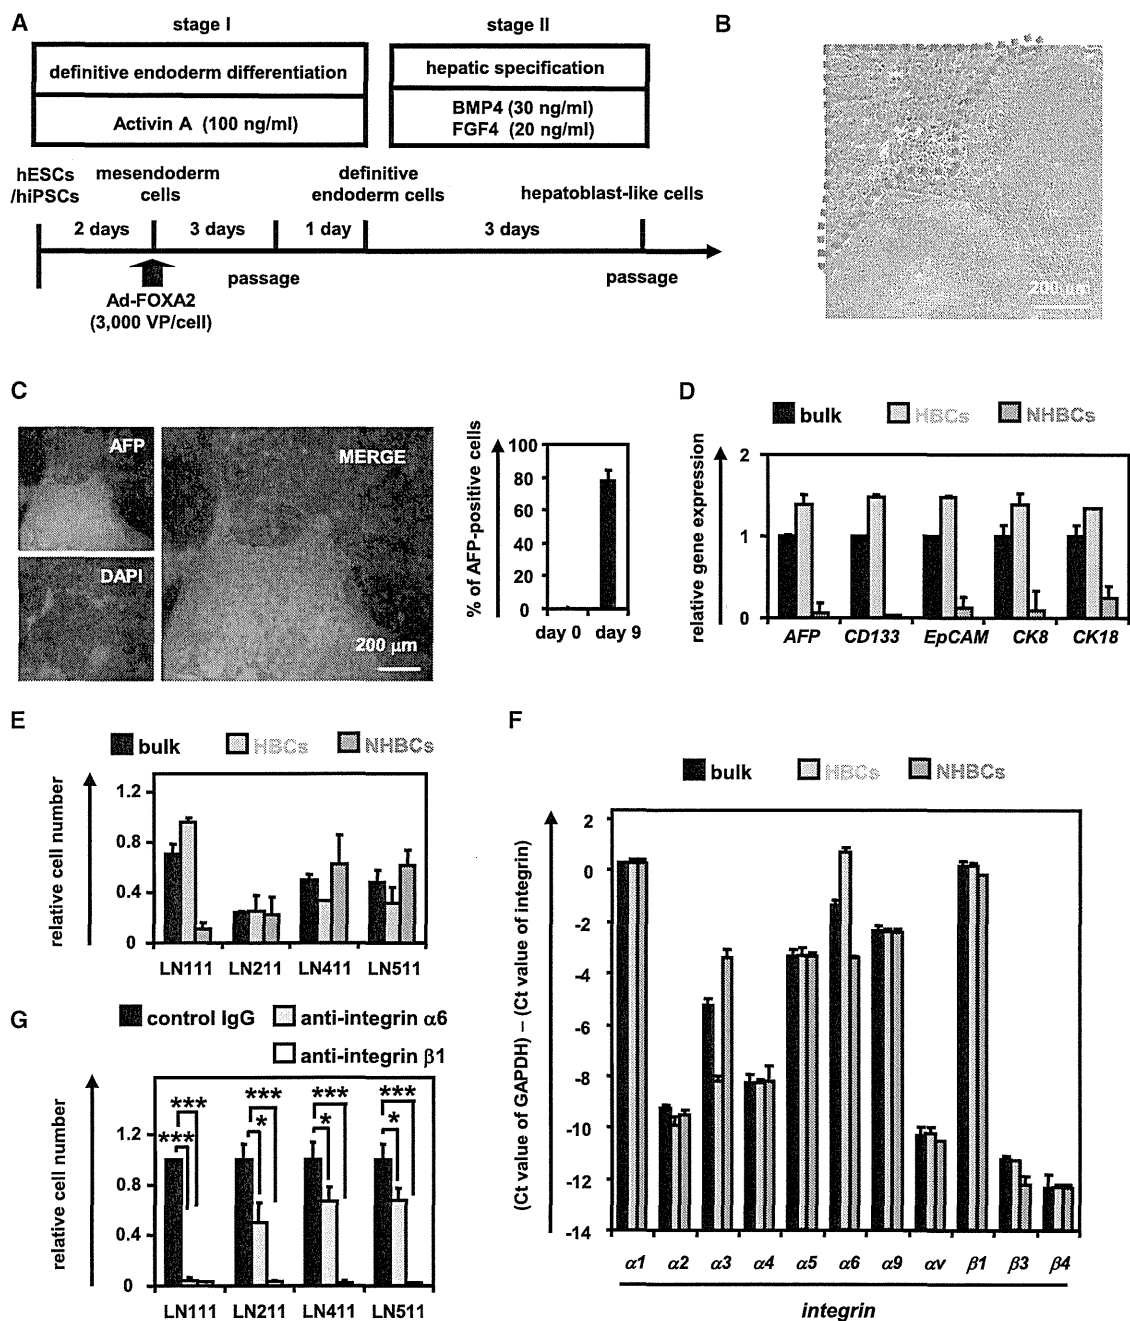 A
stage I
stage II
definitive endoderm differentiation
hepatic specification
Activin A (100 ng/ml)
BMP4 (30 ng/ml)
FGF4 (20 ng/ml)
hESCs
/hiPSCs
mesendoderm
cells
definitive
endoderm cells
hepatoblast-like cells
2 days
3 days
1 day
3 days
passage
passage
Ad-FOXA2
(3,000 VP/cell)
B
200 μm
C
AFP
DAPI
MERGE
200 μm
% of AFP-positive cells
100
80
60
40
20
0
day 0
day 9
D
bulk
HBCs
NHBCs
relative gene expression
2
1
0
AFP
CD133
EpCAM
CK8
CK18
E
bulk
HBCs
NHBCs
relative cell number
1.2
0.8
0.4
0
LN111
LN211
LN411
LN511
F
bulk
HBCs
NHBCs
(Ct value of GAPDH) – (Ct value of integrin)
2
0
-2
-4
-6
-8
-10
-12
-14
α1
α2
α3
α4
α5
α6
α9
αv
β1
β3
β4
integrin
G
control IgG
anti-integrin α6
anti-integrin β1
relative cell number
1.2
0.8
0.4
0
***
***
***
*
***
*
***
*
LN111
LN211
LN411
LN511